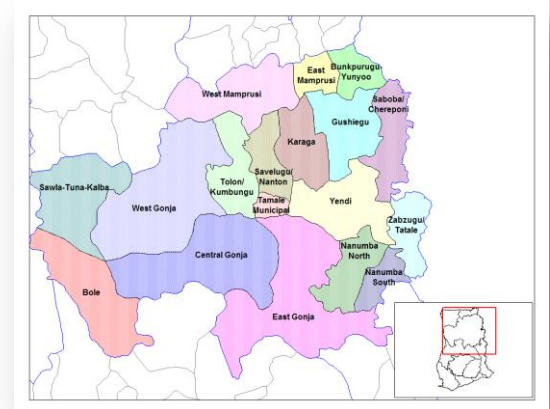 East
Mamprusi
Bunkpurugu
Yunyoo
West Mamprusi
Saboba/
Chereponi
Gushiegu
Karaga
Savelugu/
Nanton
Tolon/
Kumbungu
Sawla-Tuna-Kalba
West Gonja
Tamale
Municipal
Yendi
Zabzugu/
Tatale
Central Gonja
Nanumba
North
Nanumba
South
Bole
East Gonja